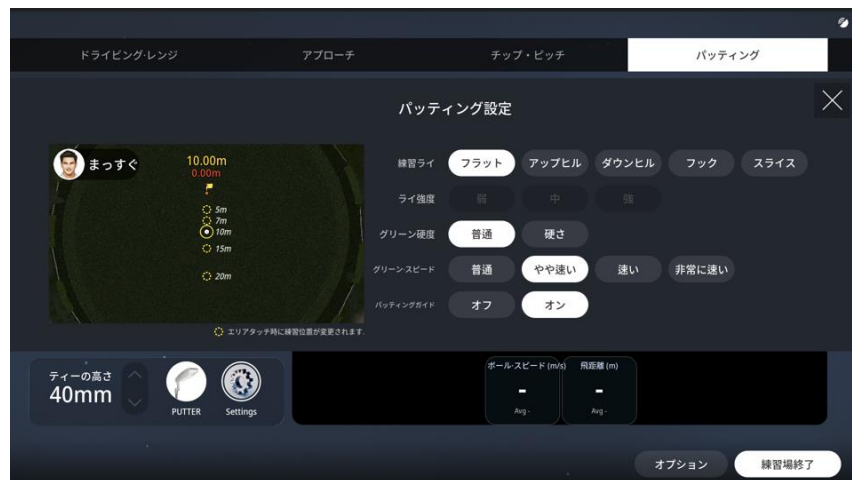 ドライビング·レンジ
アプローチ
チップ・ピッチ
パッティング
パッティング設定
まっすぐ
10.00m
0.00m
5m
7m
10m
15m
20m
エリアタッチ時に練習位置が変更されます.
練習ライ
フラット
アップヒル
ダウンヒル
フック
スライス
ライ強度
弱
中
強
グリーン硬度
普通
硬さ
グリーン·スピード
普通
やや速い
速い
非常に速い
パッティングガイド
オフ
オン
ティーの高さ
40mm
PUTTER
Settings
ボール·スピード (m/s)
-
Avg -
飛距離 (m)
-
Avg -
オプション
練習場終了